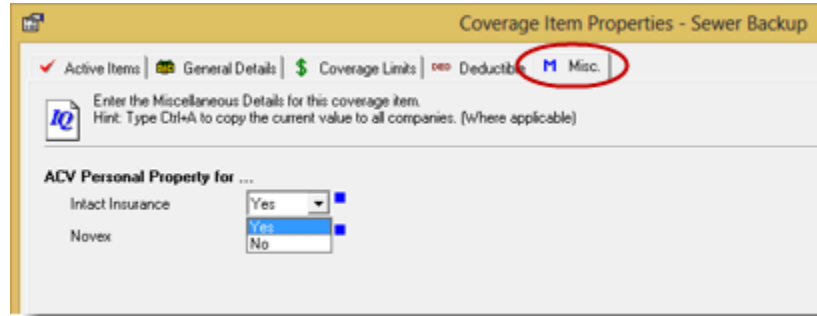 Coverage Item Properties - Sewer Backup
Active Items General Details $ Coverage Limits DED Deductible M Misc.
IQ
Enter the Miscellaneous Details for this coverage item.
Hint: Type Ctrl+A to copy the current value to all companies. (Where applicable)
ACV Personal Property for ...
Intact Insurance Yes
Yes
Novex
No